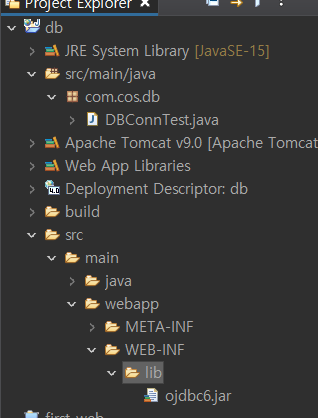 Project Explorer
db
JRE System Library [JavaSE-15]
src/main/java
com.cos.db
DBConnTest.java
Apache Tomcat v9.0 [Apache Tomcat
Web App Libraries
Deployment Descriptor: db
build
src
main
java
webapp
META-INF
WEB-INF
lib
ojdbc6.jar
first-web